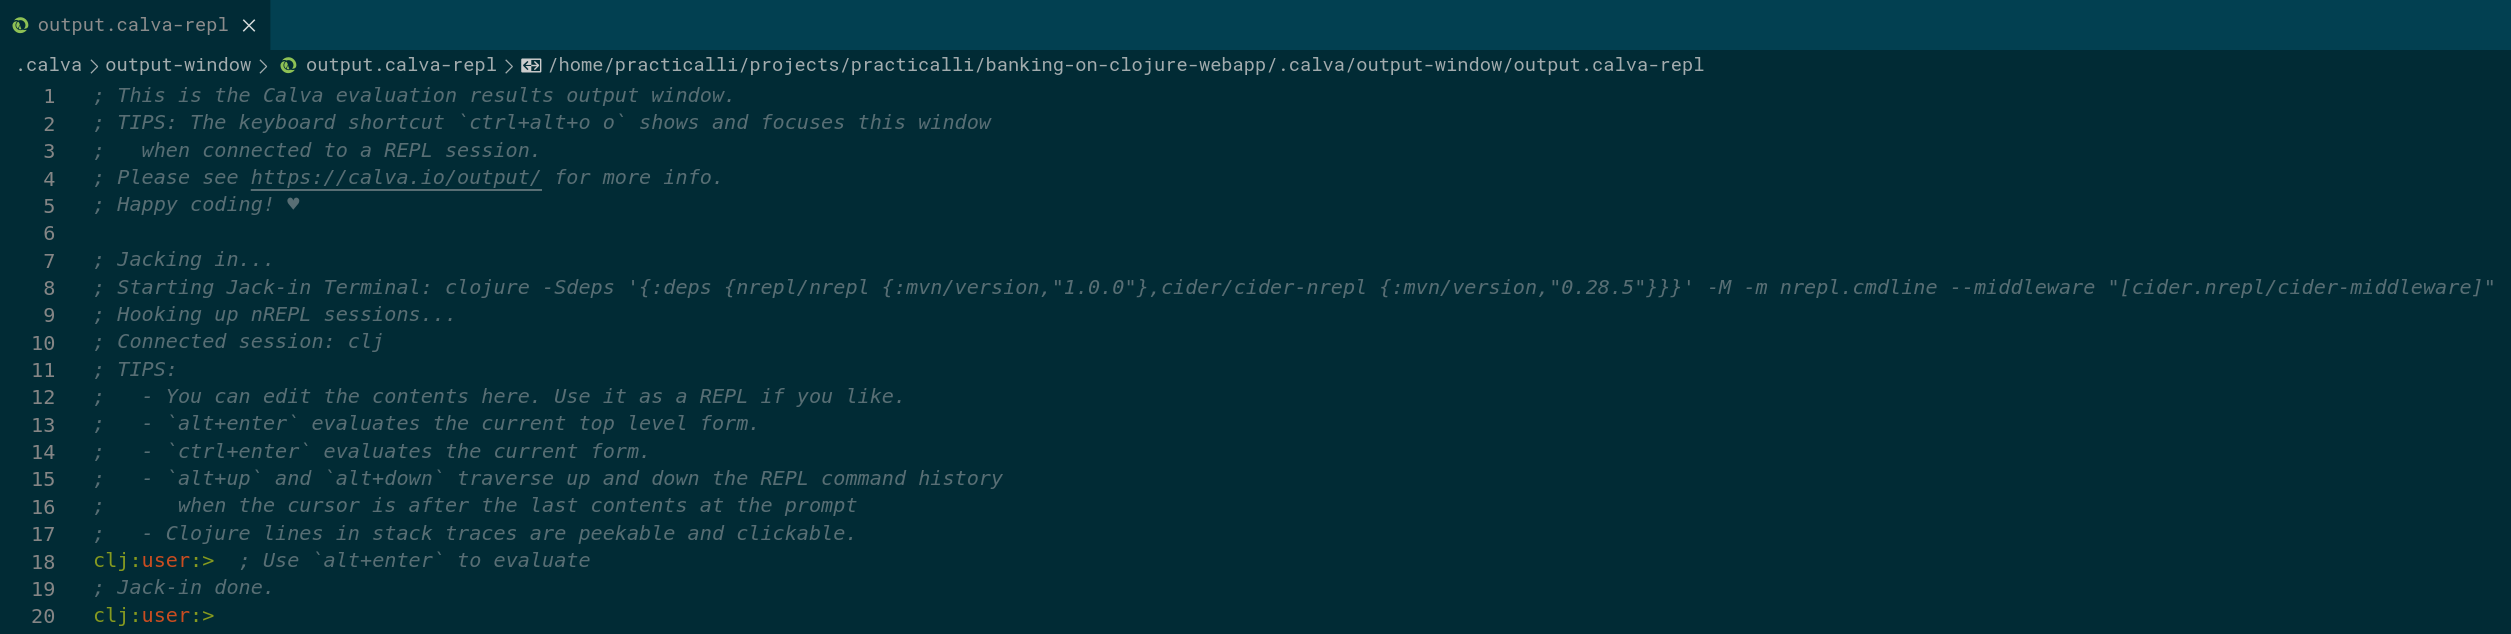 output.calva-repl
.calva > output-window > output.calva-repl > /home/practicalli/projects/practicalli/banking-on-clojure-webapp/.calva/output-window/output.calva-repl
1 ; This is the Calva evaluation results output window.
2 ; TIPS: The keyboard shortcut `ctrl+alt+o o` shows and focuses this window
3 ;   when connected to a REPL session.
4 ; Please see https://calva.io/output/ for more info.
5 ; Happy coding! ♥
6
7 ; Jacking in...
8 ; Starting Jack-in Terminal: clojure -Sdeps '{:deps {nrepl/nrepl {:mvn/version,"1.0.0"},cider/cider-nrepl {:mvn/version,"0.28.5"}}}' -M -m nrepl.cmdline --middleware "[cider.nrepl/cider-middleware]"
9 ; Hooking up nREPL sessions...
10 ; Connected session: clj
11 ; TIPS:
12 ;   - You can edit the contents here. Use it as a REPL if you like.
13 ;   - `alt+enter` evaluates the current top level form.
14 ;   - `ctrl+enter` evaluates the current form.
15 ;   - `alt+up` and `alt+down` traverse up and down the REPL command history
16 ;      when the cursor is after the last contents at the prompt
17 ;   - Clojure lines in stack traces are peekable and clickable.
18 clj:user:>  ; Use `alt+enter` to evaluate
19 ; Jack-in done.
20 clj:user:>